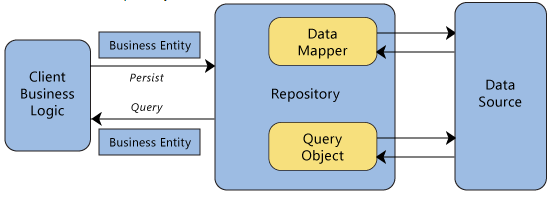 Client
Business
Logic
Business Entity
Persist
Query
Business Entity
Data
Mapper
Repository
Query
Object
Data
Source